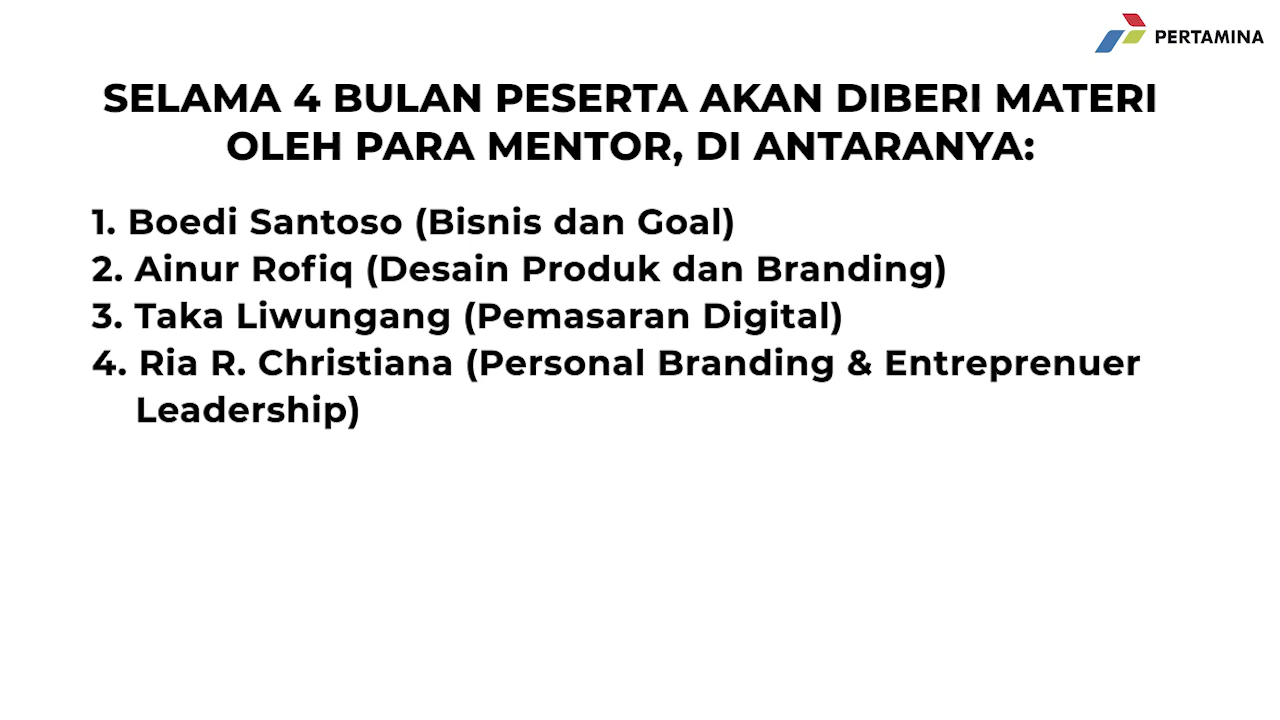 PERTAMINA
SELAMA 4 BULAN PESERTA AKAN DIBERI MATERI
OLEH PARA MENTOR, DI ANTARANYA:
1. Boedi Santoso (Bisnis dan Goal)
2. Ainur Rofiq (Desain Produk dan Branding)
3. Taka Liwungang (Pemasaran Digital)
4. Ria R. Christiana (Personal Branding & Entreprenuer
Leadership)